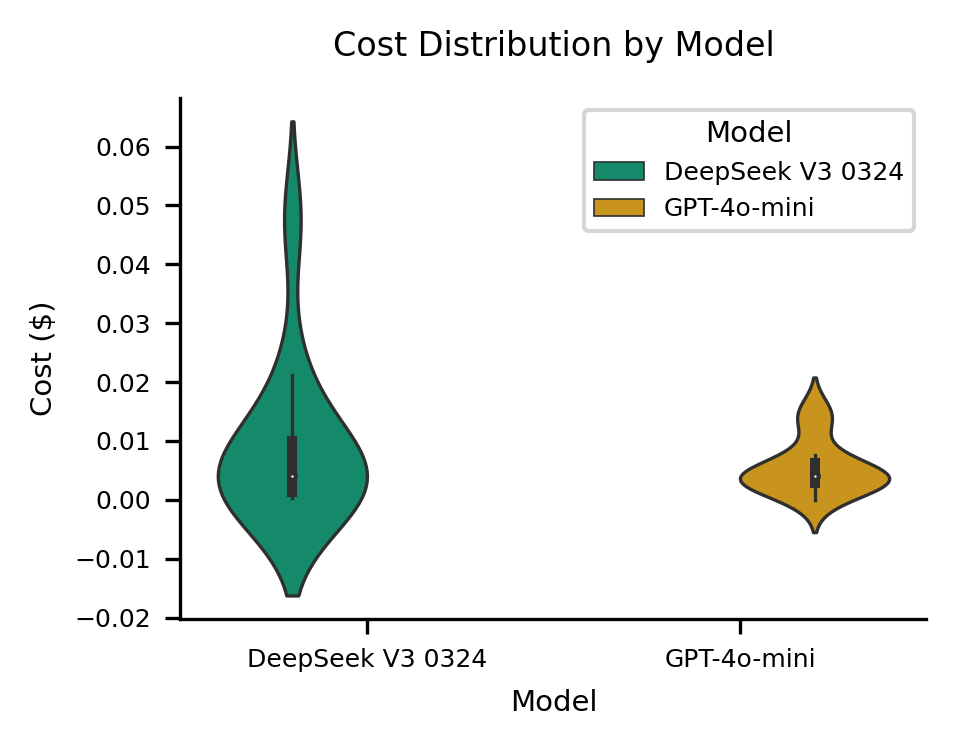 Cost Distribution by Model
Model
DeepSeek V3 0324
GPT-4o-mini
0.06
0.05
0.04
0.03
0.02
0.01
0.00
−0.01
−0.02
Cost ($)
DeepSeek V3 0324
GPT-4o-mini
Model